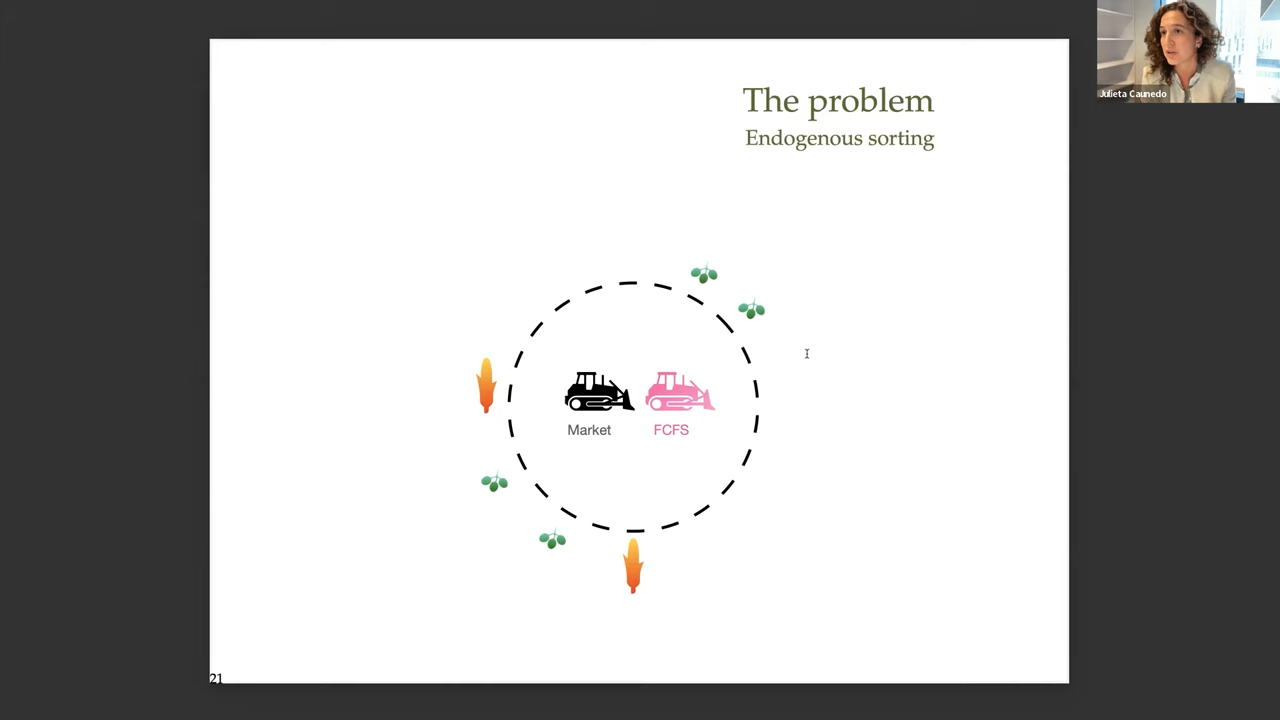 The problem
Endogenous sorting
Julieta Caunedo
Market
FCFS
21